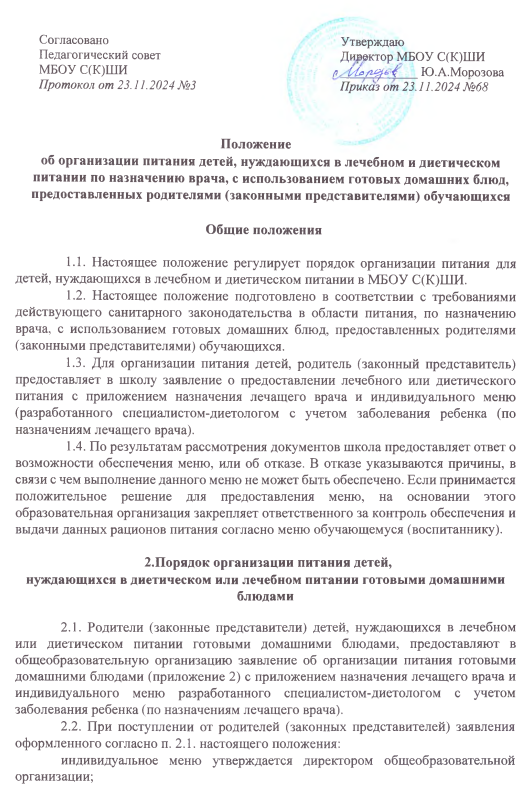 Согласовано
Педагогический совет
МБОУ С(К)ШИ
Протокол от 23.11.2024 №3
Утверждаю
Директор МБОУ С(К)ШИ
Ю.А.Морозова
Приказ от 23.11.2024 №68
Положение
об организации питания детей, нуждающихся в лечебном и диетическом
питании по назначению врача, с использованием готовых домашних блюд,
предоставленных родителями (законными представителями) обучающихся
Общие положения
1.1. Настоящее положение регулирует порядок организации питания для
детей, нуждающихся в лечебном и диетическом питании в МБОУ С(К)ШИ.
1.2. Настоящее положение подготовлено в соответствии с требованиями
действующего санитарного законодательства в области питания, по назначению
врача, с использованием готовых домашних блюд, предоставленных родителями
(законными представителями) обучающихся.
1.3. Для организации питания детей, родитель (законный представитель)
предоставляет в школу заявление о предоставлении лечебного или диетического
питания с приложением назначения лечащего врача и индивидуального меню
(разработанного специалистом-диетологом с учетом заболевания ребенка (по
назначениям лечащего врача).
1.4. По результатам рассмотрения документов школа предоставляет ответ о
возможности обеспечения меню, или об отказе. В отказе указываются причины, в
связи с чем выполнение данного меню не может быть обеспечено. Если принимается
положительное решение для предоставления меню, на основании этого
образовательная организация закрепляет ответственного за контроль обеспечения и
выдачи данных рационов питания согласно меню обучающемуся (воспитаннику).
2.Порядок организации питания детей,
нуждающихся в диетическом или лечебном питании готовыми домашними
блюдами
2.1. Родители (законные представители) детей, нуждающихся в лечебном
или диетическом питании готовыми домашними блюдами, предоставляют в
общеобразовательную организацию заявление об организации питания готовыми
домашними блюдами (приложение 2) с приложением назначения лечащего врача и
индивидуального меню разработанного специалистом-диетологом с учетом
заболевания ребенка (по назначениям лечащего врача).
2.2. При поступлении от родителей (законных представителей) заявления
оформленного согласно п. 2.1. настоящего положения:
индивидуальное меню утверждается директором общеобразовательной
организации;